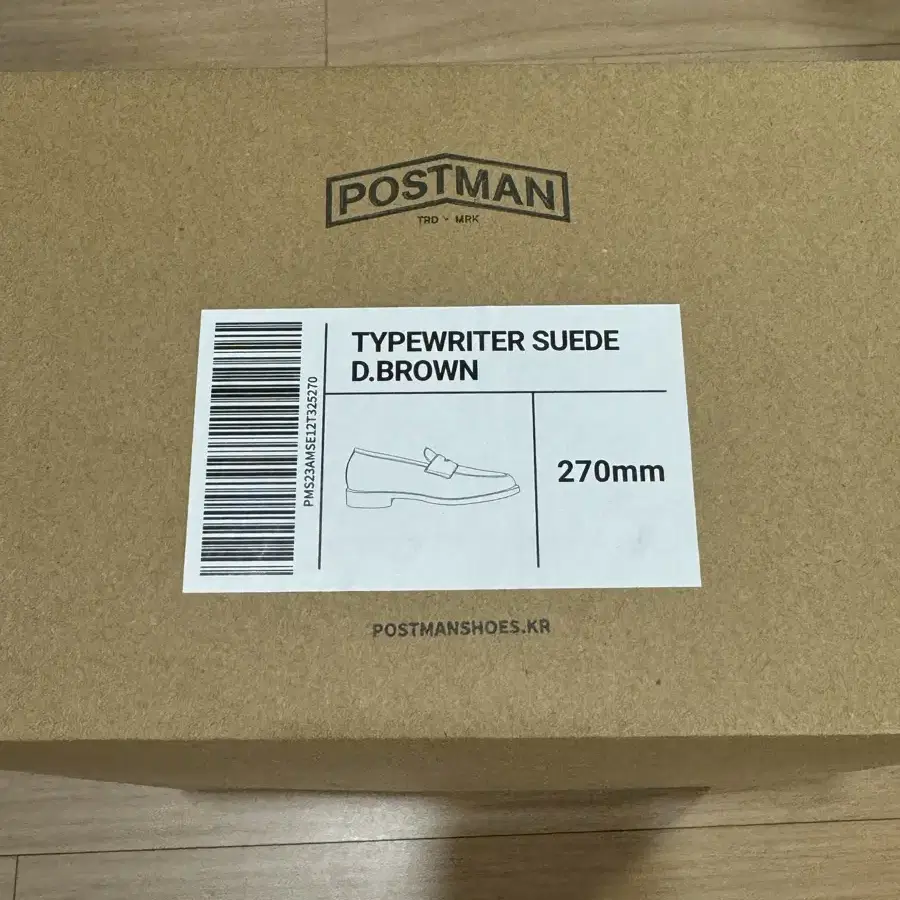 POSTMAN
TRD - MRK
TYPEWRITER SUEDE
D.BROWN
PMS23AMSE12T325270
270mm
POSTMANSHOES.KR